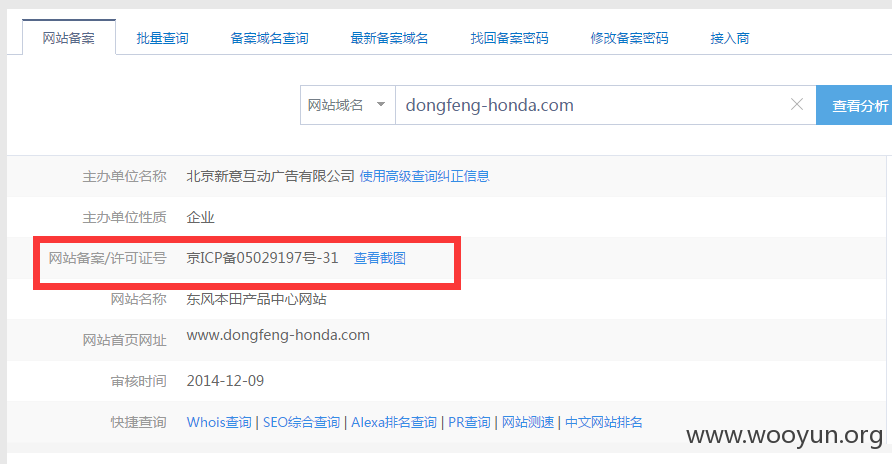 网站备案 批量查询 备案域名查询 最新备案域名 找回备案密码 修改备案密码 接入商
网站域名 dongfeng-honda.com 查看分析
主办单位名称 北京新意互动广告有限公司 使用高级查询纠正信息
主办单位性质 企业
网站备案/许可证号 京ICP备05029197号-31 查看截图
网站名称 东风本田产品中心网站
网站首页网址 www.dongfeng-honda.com
审核时间 2014-12-09
快捷查询 Whois查询 | SEO综合查询 | Alexa排名查询 | PR查询 | 网站测速 | 中文网站排名
www.wooyun.org